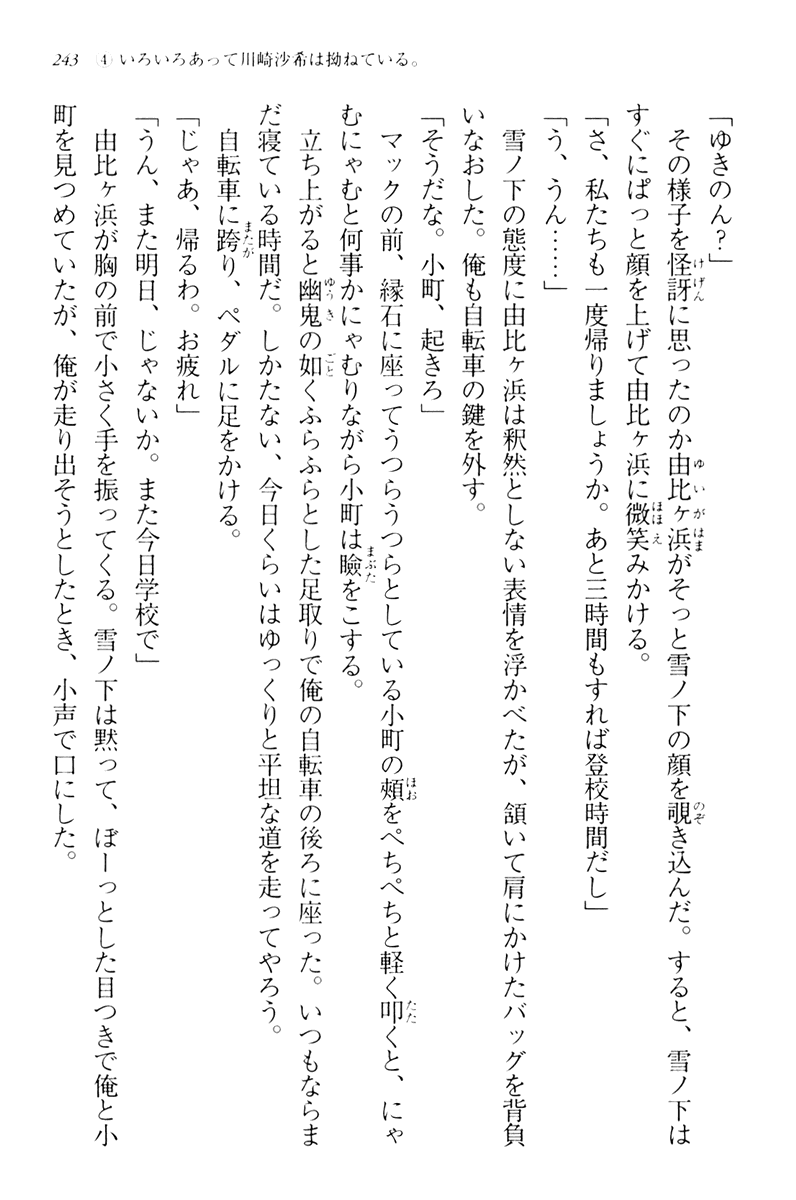 243 ④ いろいろあって川崎沙希は拗ねている。
「ゆきのん?」
　その様子を怪訝に思ったのか由比ヶ浜がそっと雪ノ下の顔を覗き込んだ。すると、雪ノ下は
すぐにぱっと顔を上げて由比ヶ浜に微笑みかける。
「さ、私たちも一度帰りましょうか。あと三時間もすれば登校時間だし」
「う、うん……」
　雪ノ下の態度に由比ヶ浜は釈然としない表情を浮かべたが、頷いて肩にかけたバッグを背負
いなおした。俺も自転車の鍵を外す。
「そうだな。小町、起きろ」
　マックの前、縁石に座ってうつらうつらとしている小町の頬をぺちぺちと軽く叩くと、にゃ
むにゃむと何事かにゃむりながら小町は瞼をこする。
　立ち上がると幽鬼の如くふらふらとした足取りで俺の自転車の後ろに座った。いつもならま
だ寝ている時間だ。しかたない、今日くらいはゆっくりと平坦な道を走ってやろう。
　自転車に跨り、ペダルに足をかける。
「じゃあ、帰るわ。お疲れ」
「うん、また明日、じゃないか。また今日学校で」
　由比ヶ浜が胸の前で小さく手を振ってくる。雪ノ下は黙って、ぼーっとした目つきで俺と小
町を見つめていたが、俺が走り出そうとしたとき、小声で口にした。